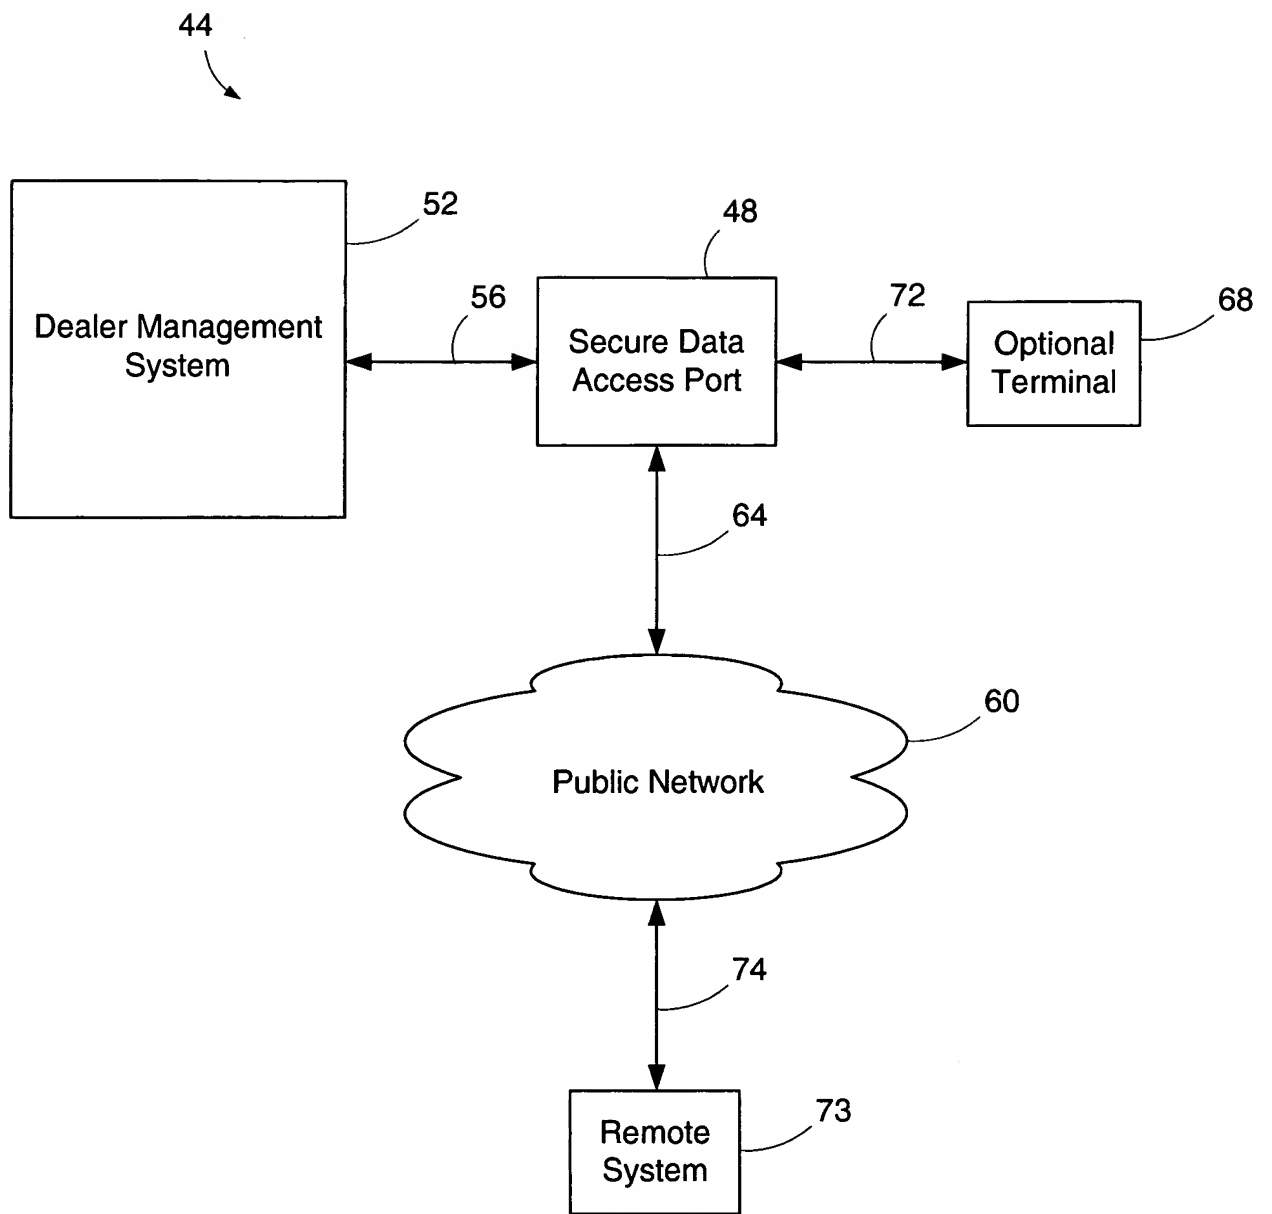 44
52
48
56
72
68
Dealer Management
System
Secure Data
Access Port
Optional
Terminal
64
60
Public Network
74
73
Remote
System